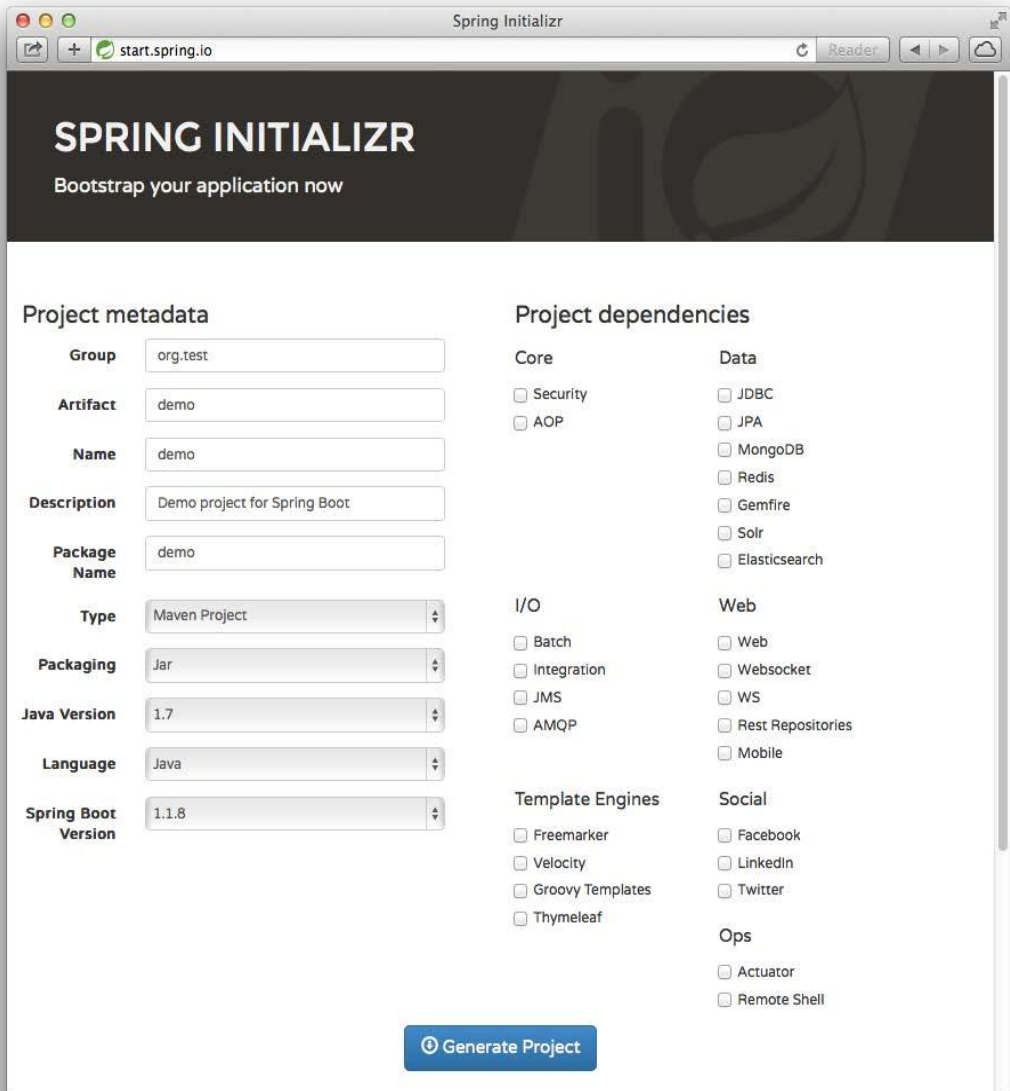 Spring Initializr
start.spring.io
Reader
SPRING INITIALIZR
Bootstrap your application now
Project metadata
Group
org.test
Artifact
demo
Name
demo
Description
Demo project for Spring Boot
Package
Name
demo
Type
Maven Project
Packaging
Jar
Java Version
1.7
Language
Java
Spring Boot
Version
1.1.8
Project dependencies
Core
Security
AOP
Data
JDBC
JPA
MongoDB
Redis
Gemfire
Solr
Elasticsearch
I/O
Batch
Integration
JMS
AMQP
Web
Web
Websocket
WS
Rest Repositories
Mobile
Template Engines
Freemarker
Velocity
Groovy Templates
Thymeleaf
Social
Facebook
LinkedIn
Twitter
Ops
Actuator
Remote Shell
Generate Project